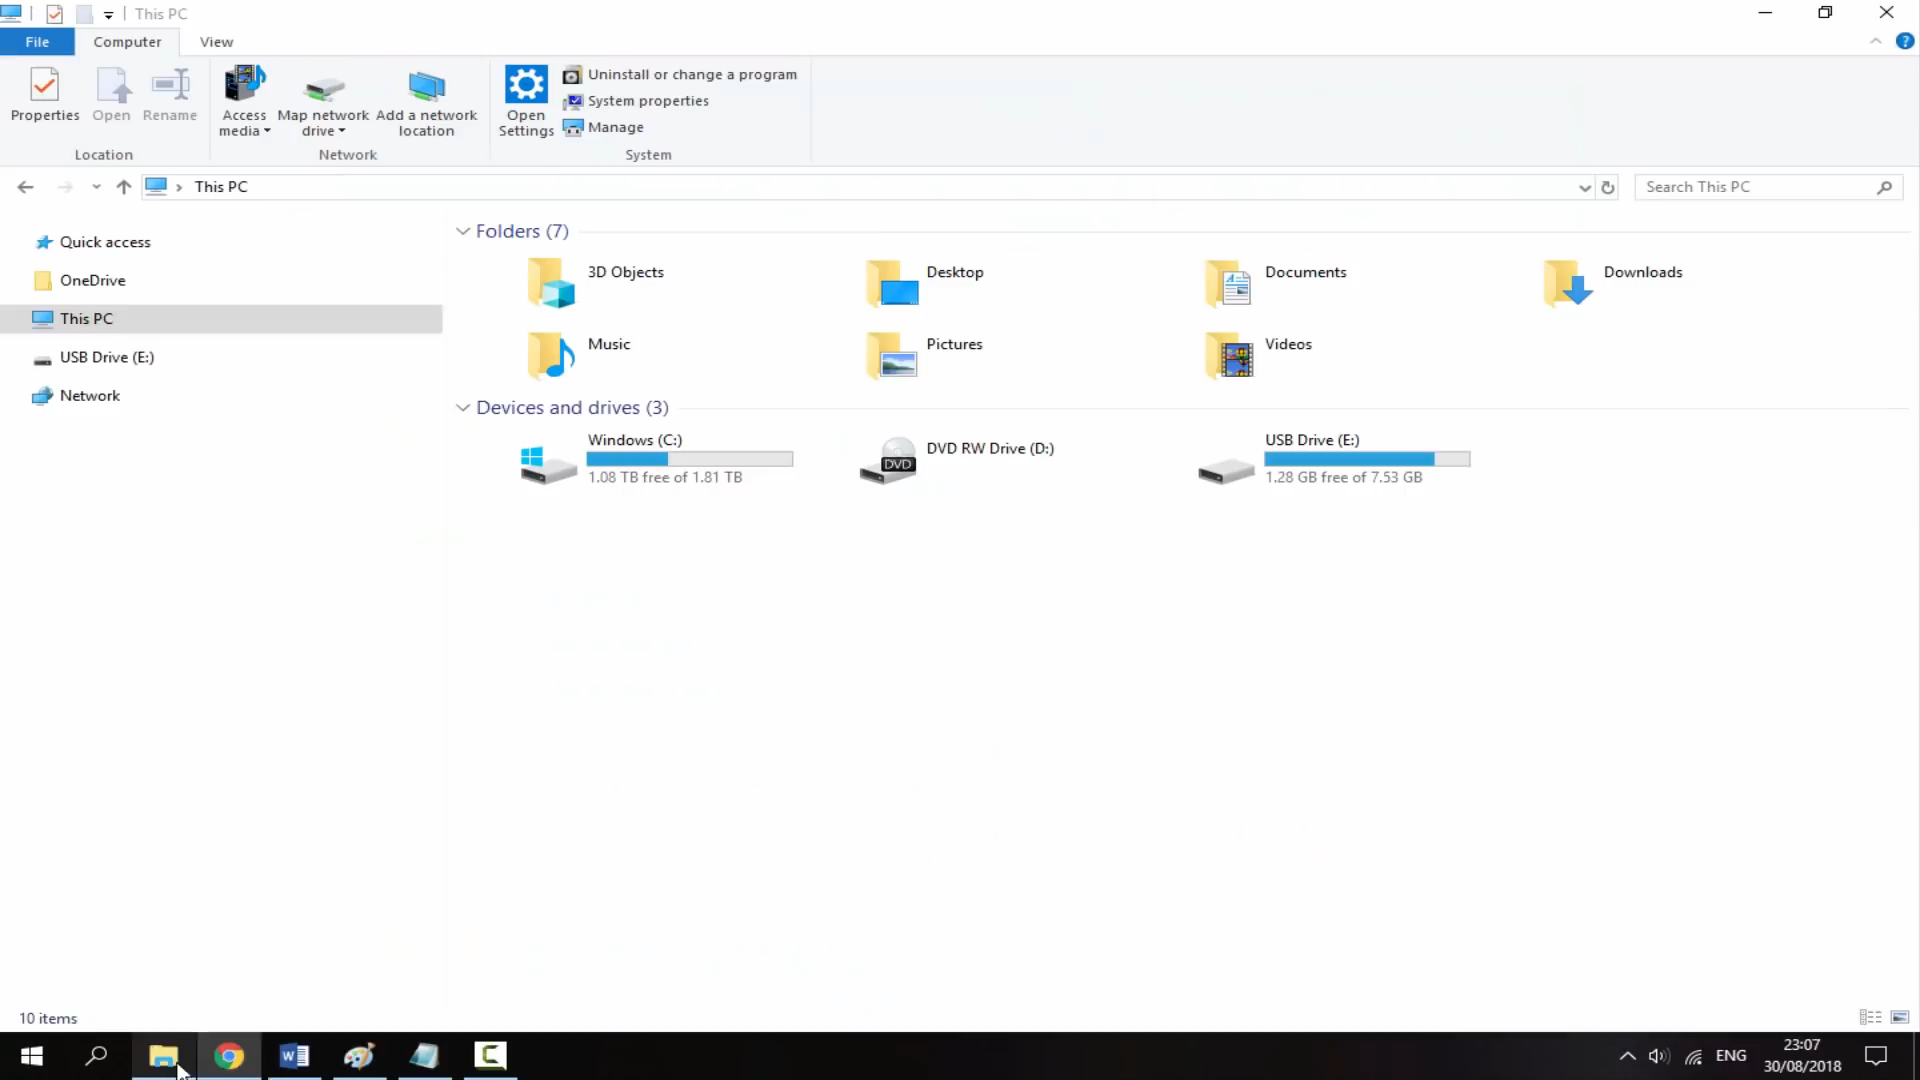 This PC
File
Computer
View
Properties
Open
Rename
Location
Access
media
Map network
drive
Add a network
location
Network
Open
Settings
Uninstall or change a program
System properties
Manage
System
This PC
Search This PC
Quick access
OneDrive
This PC
USB Drive (E:)
Network
Folders (7)
3D Objects
Desktop
Documents
Downloads
Music
Pictures
Videos
Devices and drives (3)
Windows (C:)
1.08 TB free of 1.81 TB
DVD
DVD RW Drive (D:)
USB Drive (E:)
1.28 GB free of 7.53 GB
10 items
ENG
23:07
30/08/2018